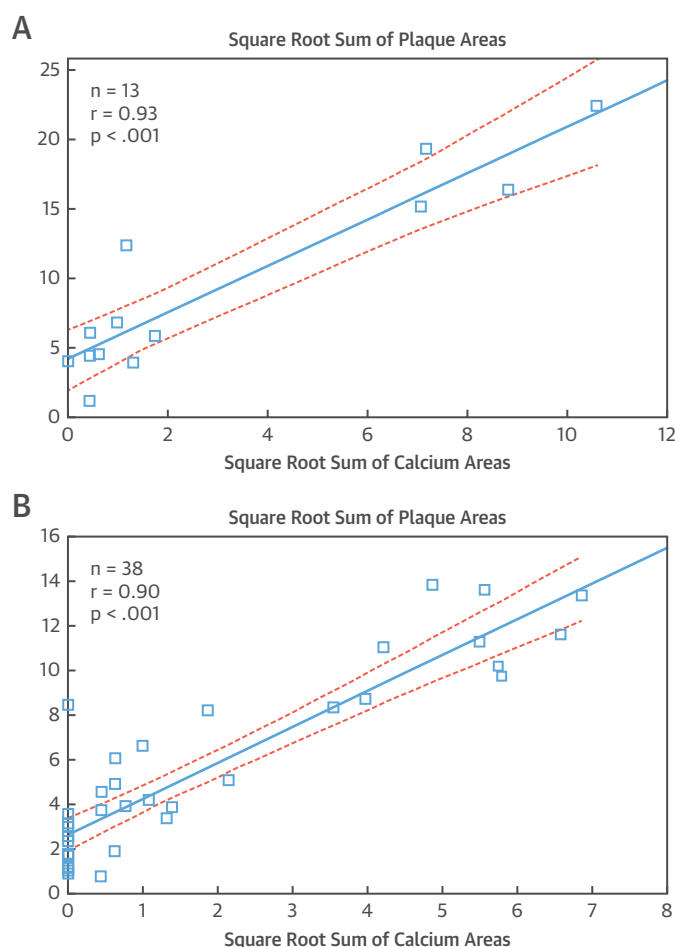 A
Square Root Sum of Plaque Areas
n = 13
r = 0.93
p < .001
25
20
15
10
5
0
0 2 4 6 8 10 12
Square Root Sum of Calcium Areas
B
Square Root Sum of Plaque Areas
n = 38
r = 0.90
p < .001
16
14
12
10
8
6
4
2
0
0 1 2 3 4 5 6 7 8
Square Root Sum of Calcium Areas